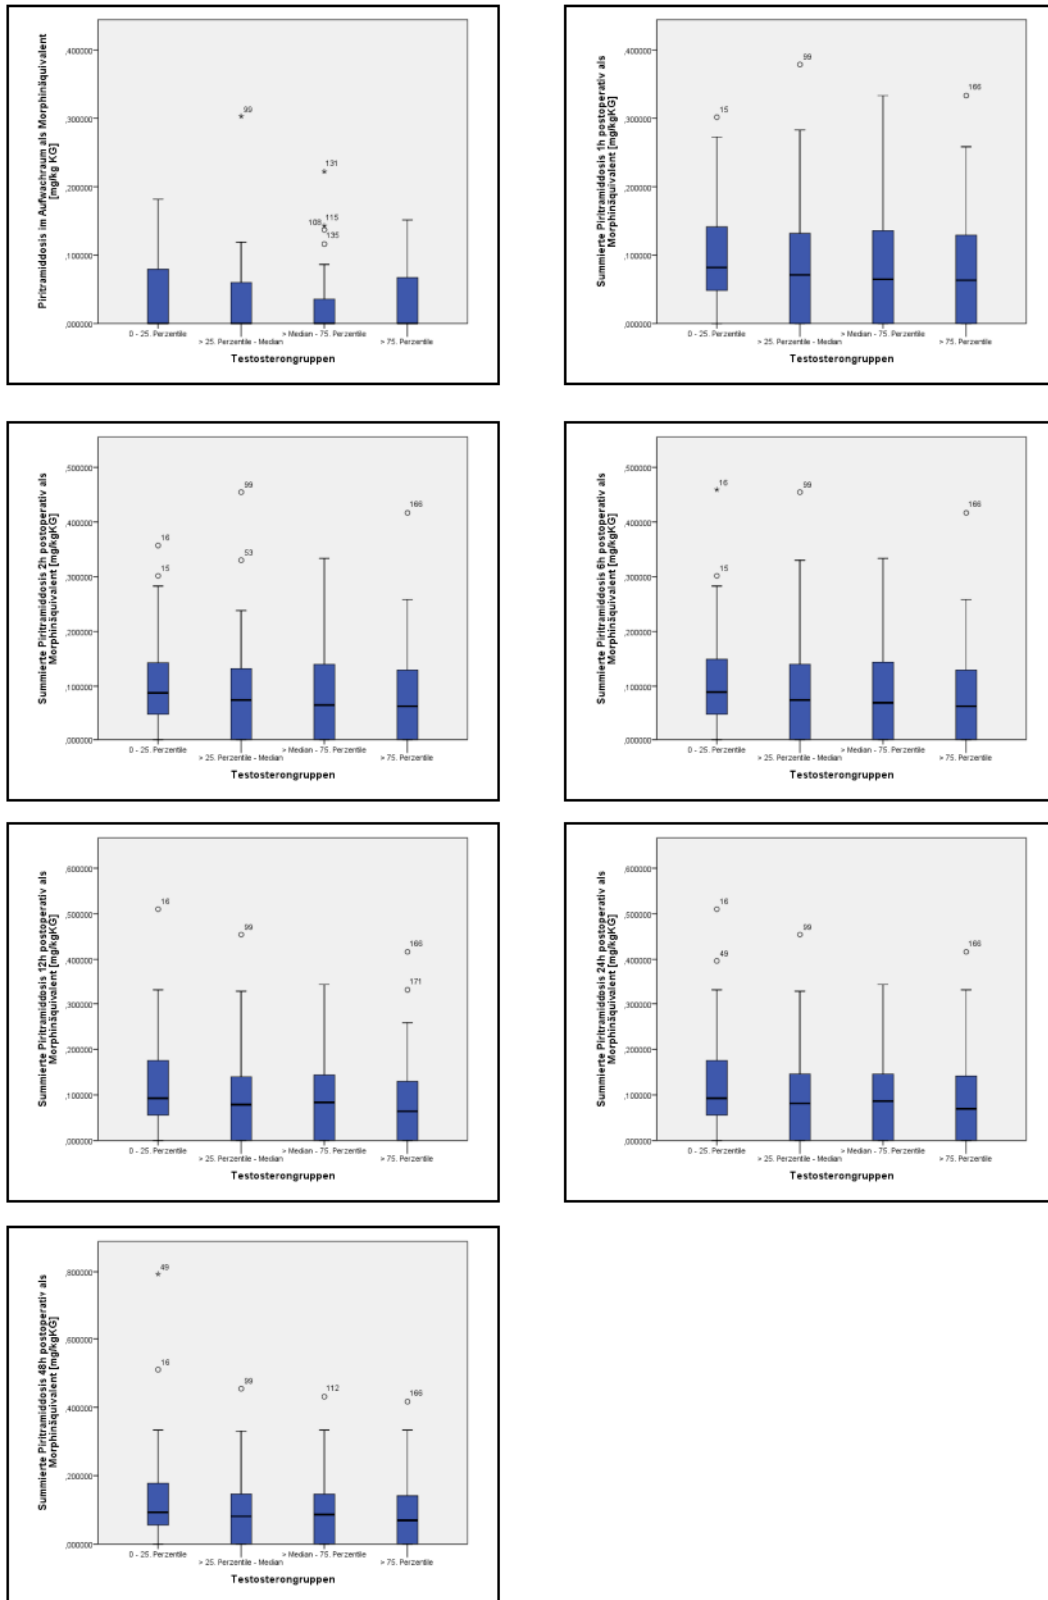 Piritramiddosis im Aufwachraum als Morphinäquivalent
[mg/kg KG]
,400000
,300000
,200000
,100000
,000000
99
131
115
108
135
0 - 25. Perzentile
> 25. Perzentile - Median
> Median - 75. Perzentile
> 75. Perzentile
Testosterongruppen
Summierte Piritramiddosis 1h postoperativ als
Morphinäquivalent [mg/kgKG]
,400000
,300000
,200000
,100000
,000000
15
99
166
0 - 25. Perzentile
> 25. Perzentile - Median
> Median - 75. Perzentile
> 75. Perzentile
Testosterongruppen
Summierte Piritramiddosis 2h postoperativ als
Morphinäquivalent [mg/kgKG]
,500000
,400000
,300000
,200000
,100000
,000000
16
15
99
53
166
0 - 25. Perzentile
> 25. Perzentile - Median
> Median - 75. Perzentile
> 75. Perzentile
Testosterongruppen
Summierte Piritramiddosis 6h postoperativ als
Morphinäquivalent [mg/kgKG]
,500000
,400000
,300000
,200000
,100000
,000000
16
15
99
166
0 - 25. Perzentile
> 25. Perzentile - Median
> Median - 75. Perzentile
> 75. Perzentile
Testosterongruppen
Summierte Piritramiddosis 12h postoperativ als
Morphinäquivalent [mg/kgKG]
,600000
,500000
,400000
,300000
,200000
,100000
,000000
16
99
166
171
0 - 25. Perzentile
> 25. Perzentile - Median
> Median - 75. Perzentile
> 75. Perzentile
Testosterongruppen
Summierte Piritramiddosis 24h postoperativ als
Morphinäquivalent [mg/kgKG]
,600000
,500000
,400000
,300000
,200000
,100000
,000000
16
49
99
166
0 - 25. Perzentile
> 25. Perzentile - Median
> Median - 75. Perzentile
> 75. Perzentile
Testosterongruppen
Summierte Piritramiddosis 48h postoperativ als
Morphinäquivalent [mg/kgKG]
,800000
,600000
,400000
,200000
,000000
49
16
99
112
166
0 - 25. Perzentile
> 25. Perzentile - Median
> Median - 75. Perzentile
> 75. Perzentile
Testosterongruppen